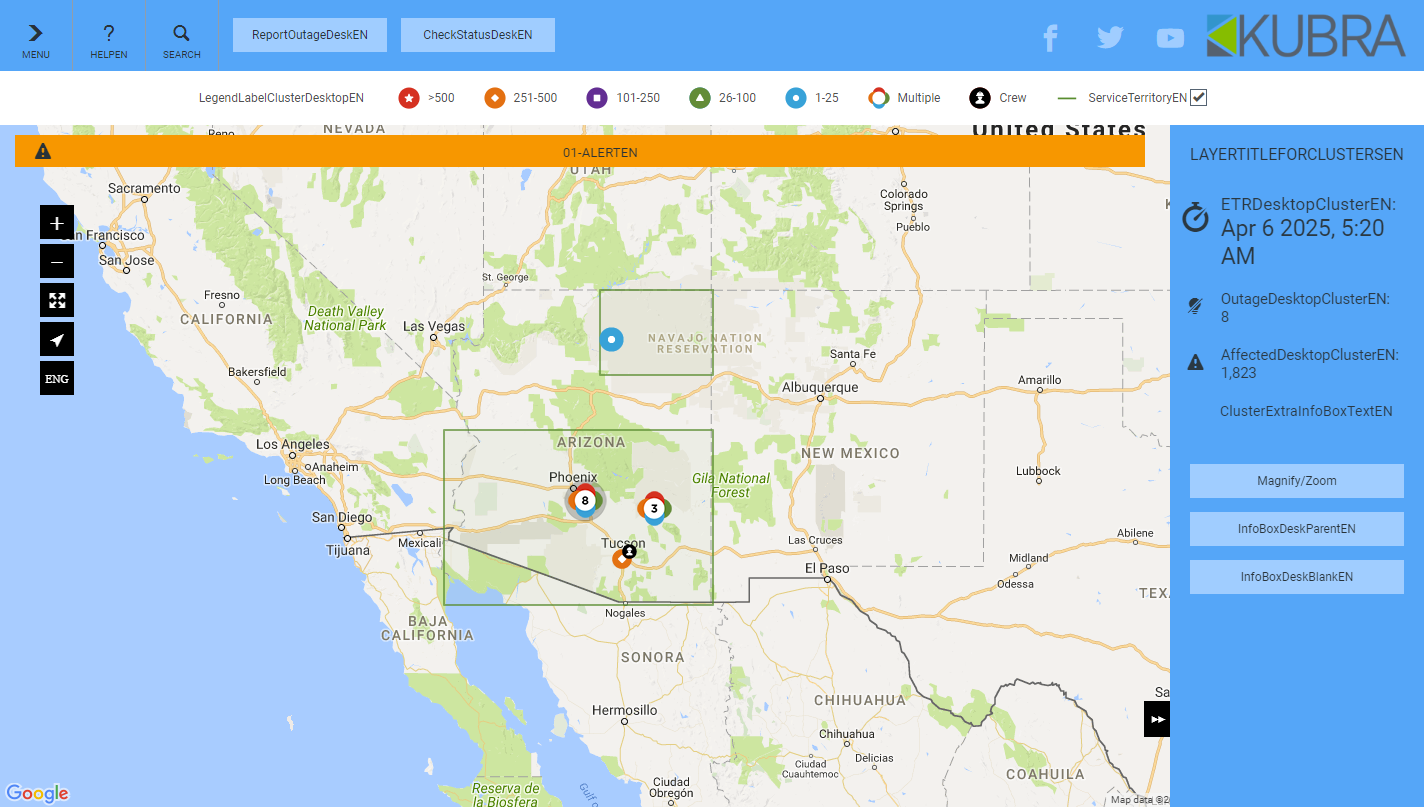 MENU
HELPEN
SEARCH
ReportOutageDeskEN
CheckStatusDeskEN
KUBRA
LegendLabelClusterDesktopEN
>500
251-500
101-250
26-100
1-25
Multiple
Crew
ServiceTerritoryEN
NEVADA
Reno
United States
01-ALERTEN
UTAH
Sacramento
Colorado
Springs
Pueblo
San Francisco
San Jose
St. George
Fresno
CALIFORNIA
Death Valley
National Park
Las Vegas
NAVAJO NATION
RESERVATION
Santa Fe
Bakersfield
Albuquerque
Amarillo
ENG
Los Angeles
Anaheim
Long Beach
ARIZONA
NEW MEXICO
Phoenix
Gila National
Forest
Lubbock
8
3
San Diego
Tijuana
Mexicali
Tucson
Las Cruces
El Paso
Abilene
Midland
Odessa
Nogales
TEX
BAJA
CALIFORNIA
SONORA
Hermosillo
CHIHUAHUA
Chihuahua
Delicias
Ciudad
Cuauhtemoc
Sa
COAHUILA
Ciudad
Obregón
Reserva de
la Biosfera
Gulf
Google
Map data ©20
LAYERTITLEFORCLUSTERSEN
ETRDesktopClusterEN:
Apr 6 2025, 5:20
AM
OutageDesktopClusterEN:
8
AffectedDesktopClusterEN:
1,823
ClusterExtraInfoBoxTextEN
Magnify/Zoom
InfoBoxDeskParentEN
InfoBoxDeskBlankEN